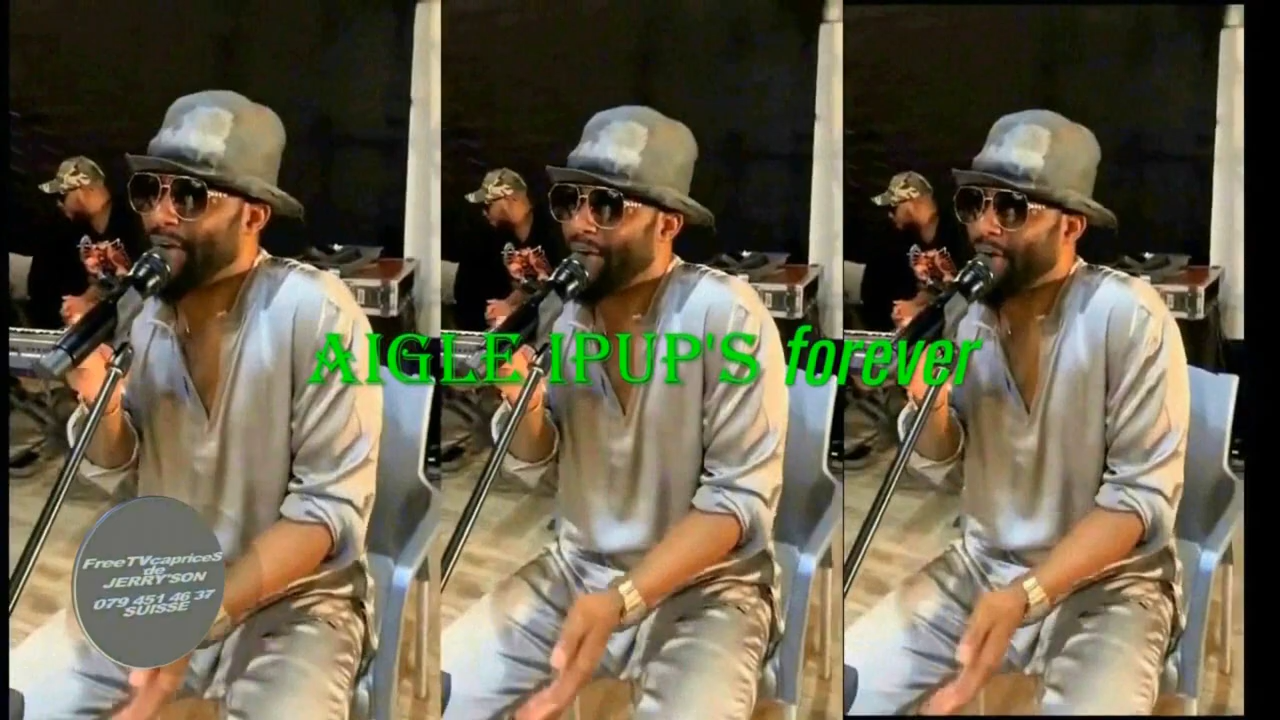 AIGLE IPUP'S forever
FreeTVcapriceS
de
JERRY'SON
079 451 46 37
SUISSE